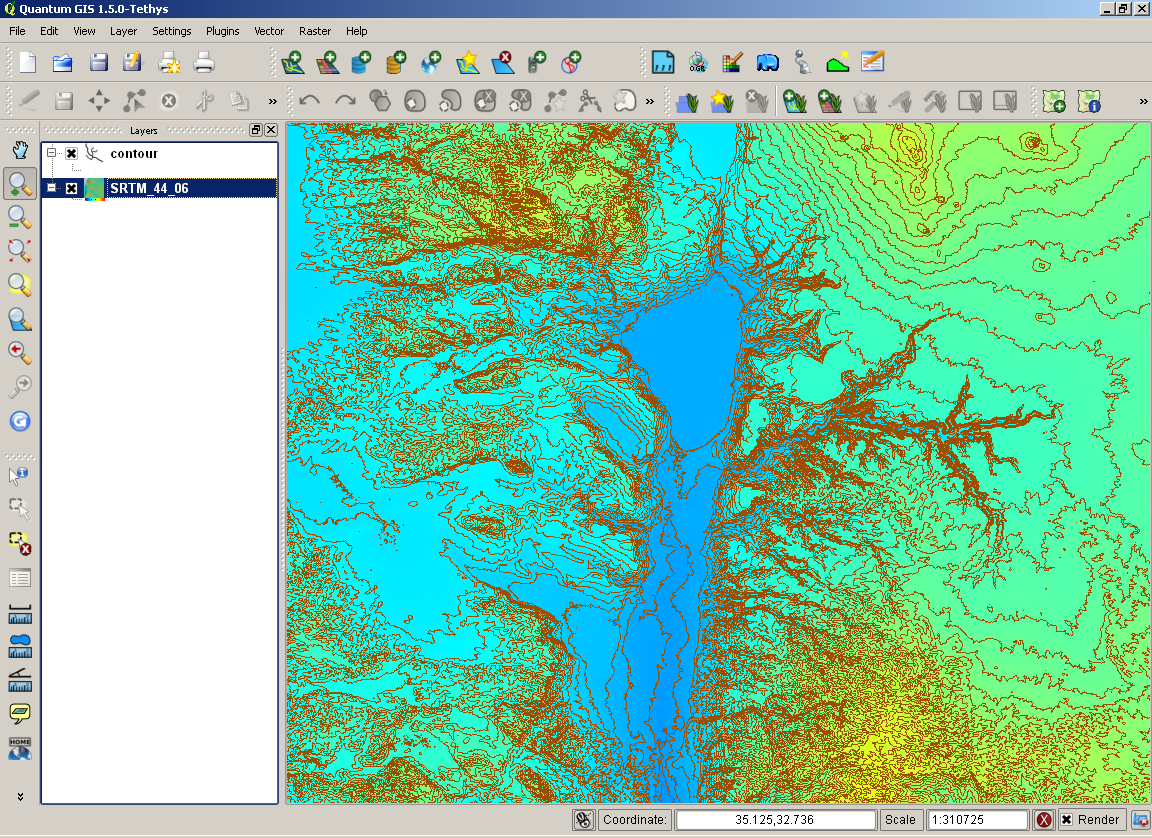 Quantum GIS 1.5.0-Tethys
File Edit View Layer Settings Plugins Vector Raster Help
Layers
contour
SRTM_44_06
HOME
Coordinate: 35.125,32.736 Scale 1:310725 Render